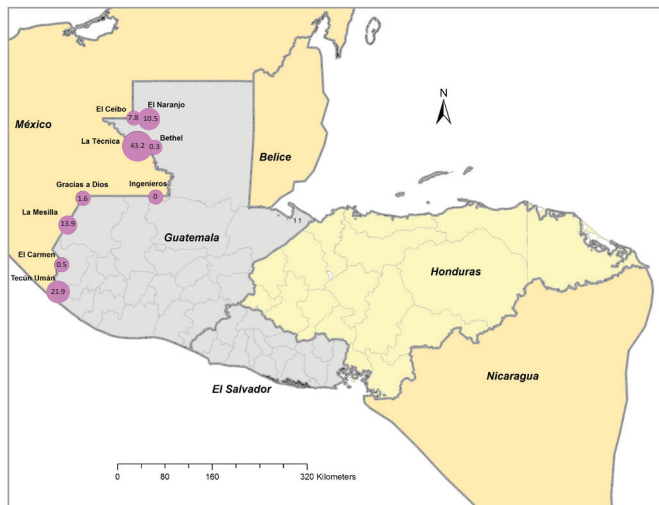 N
El Ceibo
El Naranjo
7.8
10.5
México
La Técnica
43.2
Bethel
0.3
Belice
Gracias a Dios
1.6
Ingenieros
0
La Mesilla
13.9
11
Guatemala
El Carmen
0.5
Honduras
Tecún Umán
21.9
Nicaragua
El Salvador
0 80 160 320 Kilometers